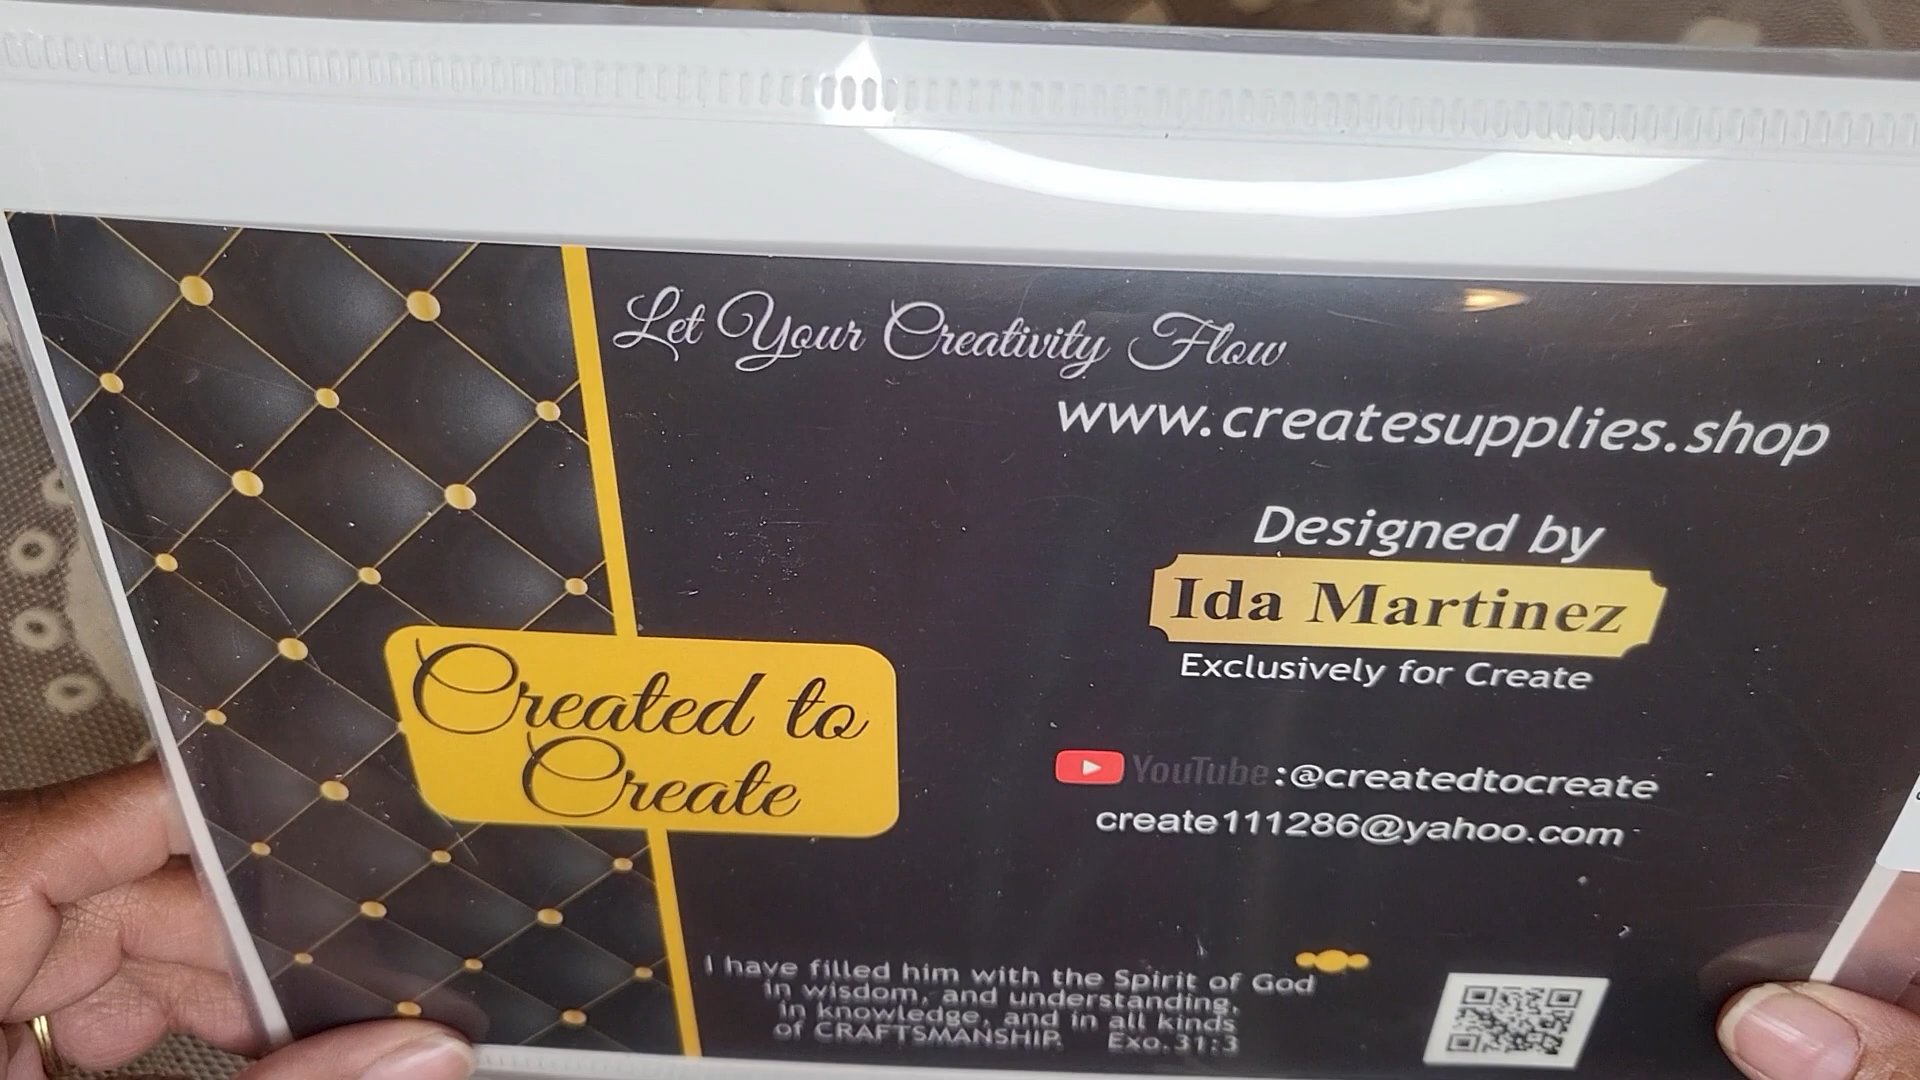 Let Your Creativity Flow
www.createsupplies.shop
Designed by
Ida Martinez
Exclusively for Create
Created to
Create
YouTube :@createdtocreate
create111286@yahoo.com
I have filled him with the Spirit of God
in wisdom, and understanding,
in knowledge, and in all kinds
of CRAFTSMANSHIP. Exo.31:3